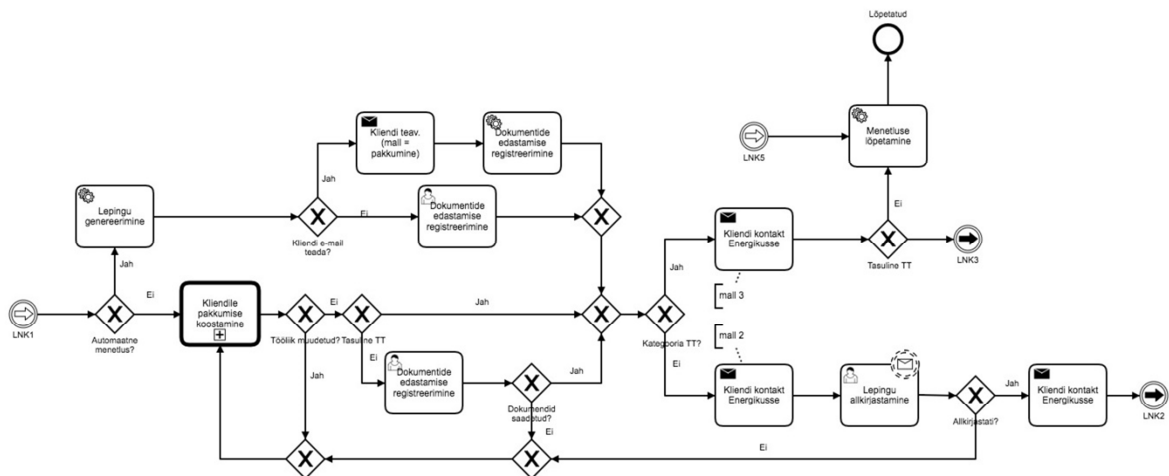 Lõpetatud
Kliendi teav.
(mall =
pakkumine)
Dokumentide
edastamise
registreerimine
Menetluse
lõpetamine
LNK5
Jah
Lepingu
genereerimine
Ei
Dokumentide
edastamise
registreerimine
Kliendi e-mail
teada?
Kliendi kontakt
Energikusse
Ei
Jah
Tasuline TT
LNK3
Jah
Ei
Kliendile
pakkumise
koostamine
Ei
Jah
mall 3
LNK1
Automaatne
menetlus?
Tööliik muudetud?
Tasuline TT
Kategooria TT?
mall 2
Jah
Ei
Dokumentide
edastamise
registreerimine
Jah
Dokumendid
saadetud?
Ei
Ei
Kliendi kontakt
Energikusse
Lepingu
allkirjastamine
Jah
Allkirjastati?
Kliendi kontakt
Energikusse
LNK2
Ei